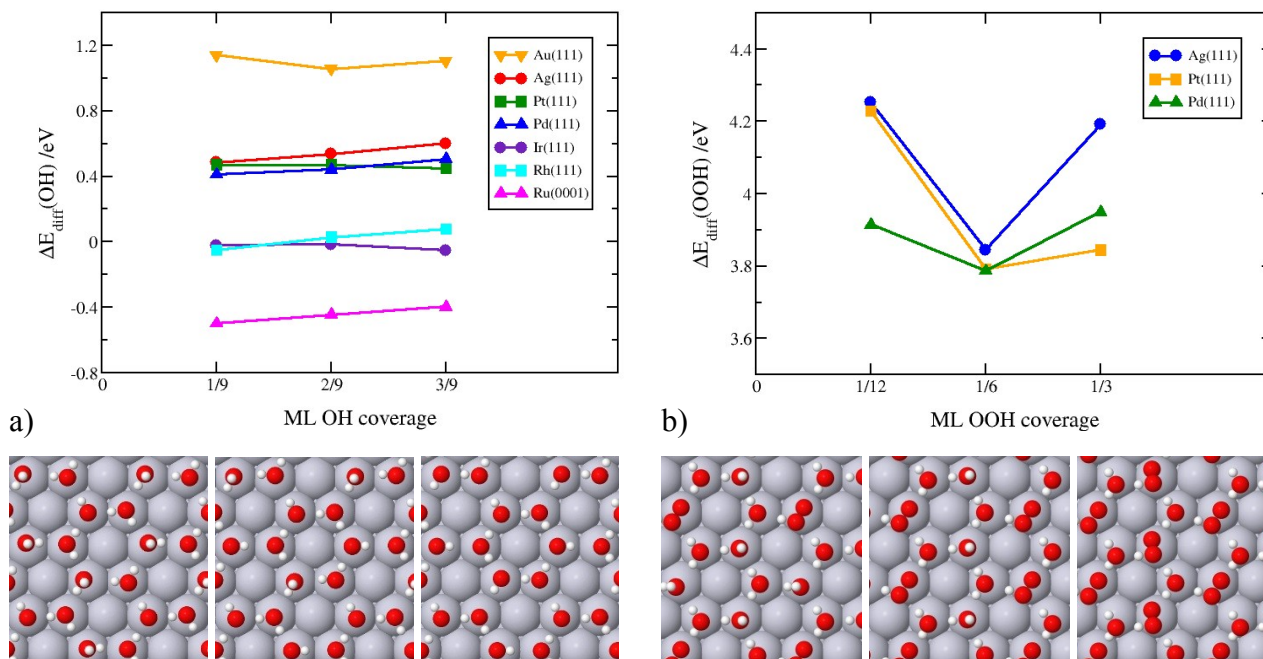 1.2
0.8
0.4
0
-0.4
-0.8
ΔE_diff(OH) /eV
0 1/9 2/9 3/9
ML OH coverage
Au(111)
Ag(111)
Pt(111)
Pd(111)
Ir(111)
Rh(111)
Ru(0001)
a)
4.4
4.2
4
3.8
3.6
ΔE_diff(OOH) /eV
0 1/12 1/6 1/3
ML OOH coverage
Ag(111)
Pt(111)
Pd(111)
b)